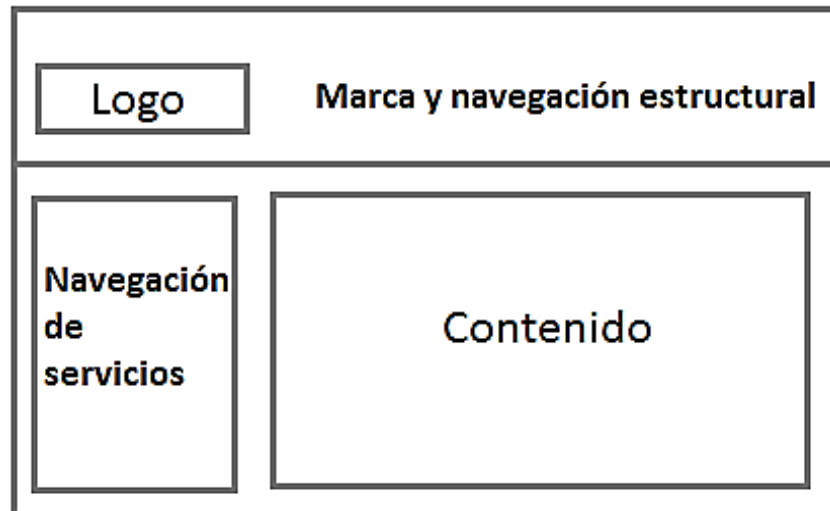 Logo
Marca y navegación estructural
Navegación
de
servicios
Contenido